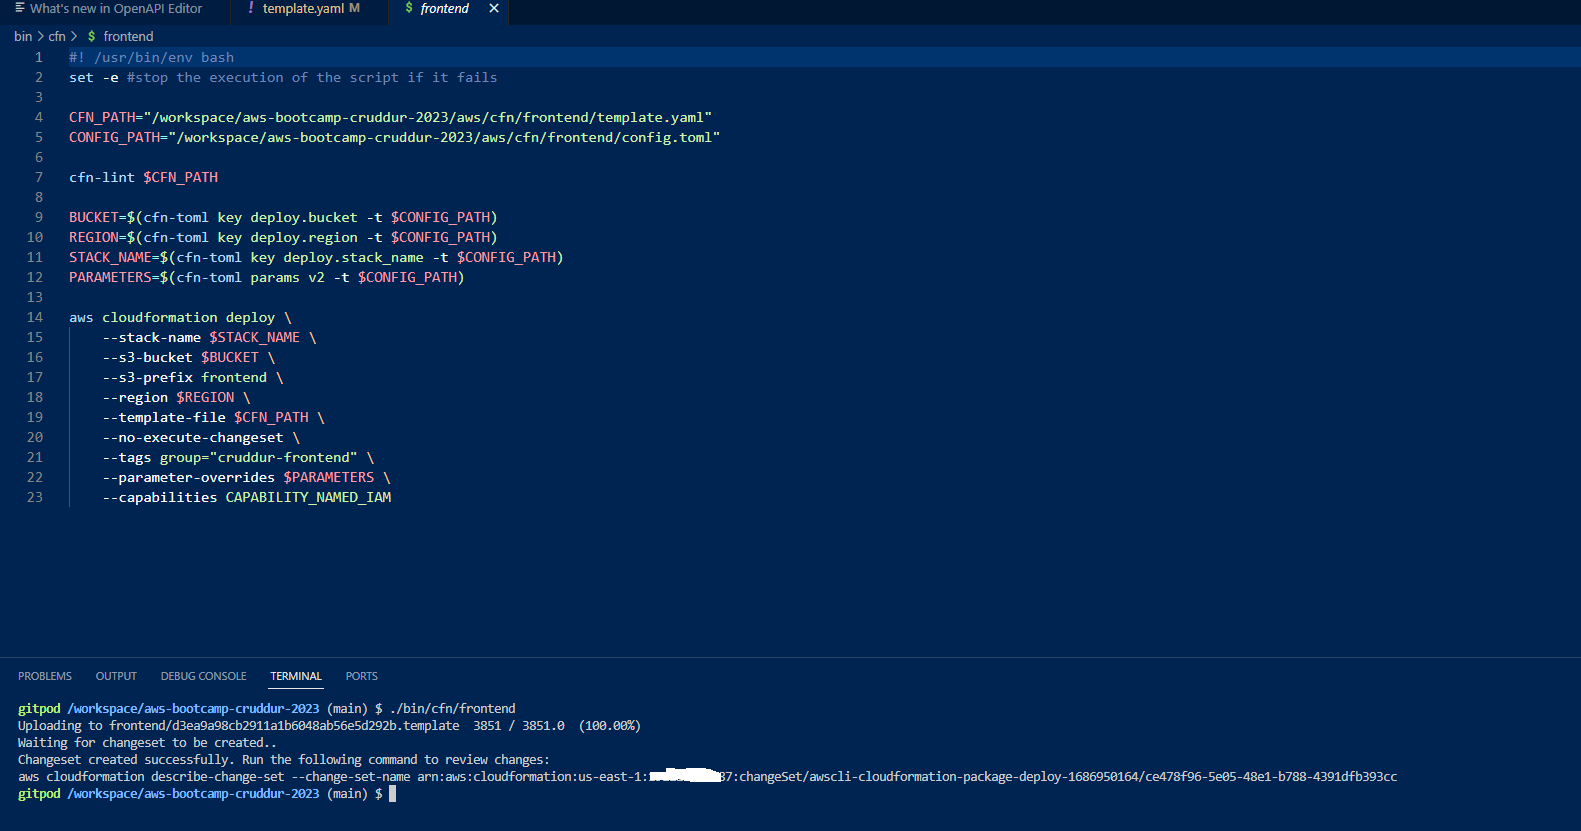 What's new in OpenAPI Editor
! template.yaml M
$ frontend ✕
bin > cfn > $ frontend
1 #! /usr/bin/env bash
2 set -e #stop the execution of the script if it fails
3
4 CFN_PATH="/workspace/aws-bootcamp-cruddur-2023/aws/cfn/frontend/template.yaml"
5 CONFIG_PATH="/workspace/aws-bootcamp-cruddur-2023/aws/cfn/frontend/config.toml"
6
7 cfn-lint $CFN_PATH
8
9 BUCKET=$(cfn-toml key deploy.bucket -t $CONFIG_PATH)
10 REGION=$(cfn-toml key deploy.region -t $CONFIG_PATH)
11 STACK_NAME=$(cfn-toml key deploy.stack_name -t $CONFIG_PATH)
12 PARAMETERS=$(cfn-toml params v2 -t $CONFIG_PATH)
13
14 aws cloudformation deploy \
15 --stack-name $STACK_NAME \
16 --s3-bucket $BUCKET \
17 --s3-prefix frontend \
18 --region $REGION \
19 --template-file $CFN_PATH \
20 --no-execute-changeset \
21 --tags group="cruddur-frontend" \
22 --parameter-overrides $PARAMETERS \
23 --capabilities CAPABILITY_NAMED_IAM
PROBLEMS OUTPUT DEBUG CONSOLE TERMINAL PORTS
gitpod /workspace/aws-bootcamp-cruddur-2023 (main) $ ./bin/cfn/frontend
Uploading to frontend/d3ea9a98cb2911a1b6048ab56e5d292b.template 3851 / 3851.0 (100.00%)
Waiting for changeset to be created..
Changeset created successfully. Run the following command to review changes:
aws cloudformation describe-change-set --change-set-name arn:aws:cloudformation:us-east-1: 87:changeSet/awscli-cloudformation-package-deploy-1686950164/ce478f96-5e05-48e1-b788-4391dfb393cc
gitpod /workspace/aws-bootcamp-cruddur-2023 (main) $